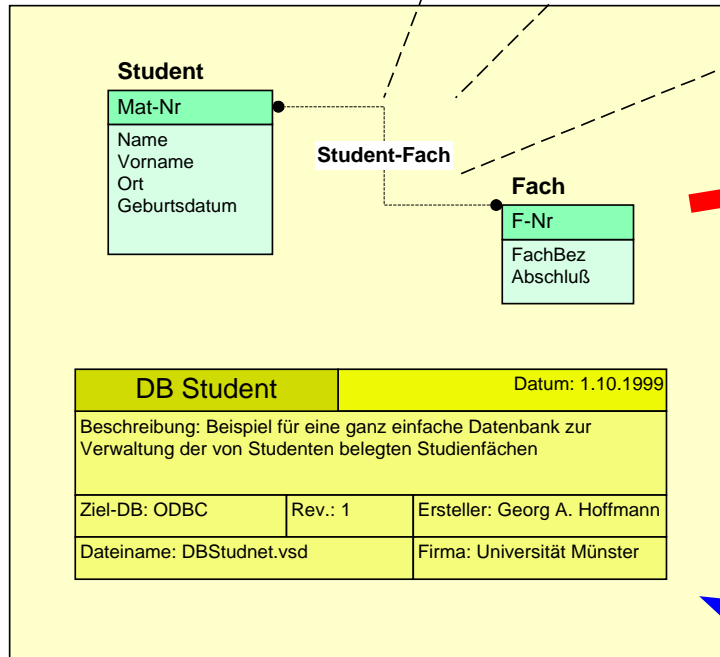 Student
Mat-Nr
Name
Vorname
Ort
Geburtsdatum
Student-Fach
Fach
F-Nr
FachBez
Abschluß
DB Student
Datum: 1.10.1999
Beschreibung: Beispiel für eine ganz einfache Datenbank zur
Verwaltung der von Studenten belegten Studienfächen
Ziel-DB: ODBC
Rev.: 1
Ersteller: Georg A. Hoffmann
Dateiname: DBStudnet.vsd
Firma: Universität Münster